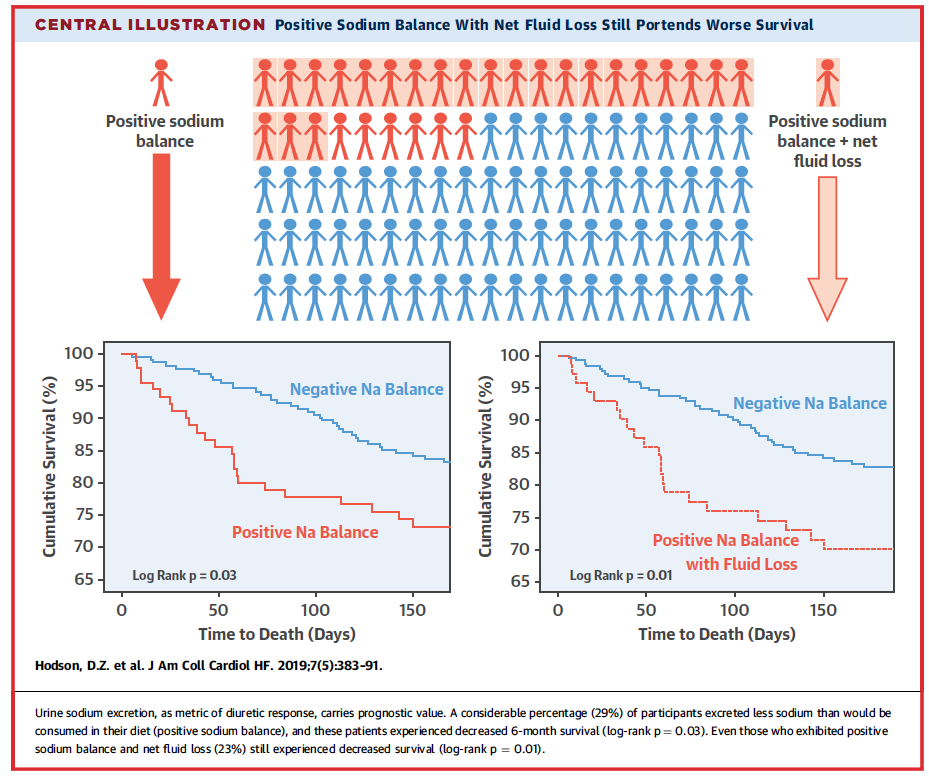 CENTRAL ILLUSTRATION Positive Sodium Balance With Net Fluid Loss Still Portends Worse Survival
Positive sodium
balance
Positive sodium
balance + net
fluid loss
Cumulative Survival (%)
100
95
90
85
80
75
70
65
Negative Na Balance
Positive Na Balance
Log Rank p = 0.03
0
50
100
150
Time to Death (Days)
Cumulative Survival (%)
100
95
90
85
80
75
70
65
Negative Na Balance
Positive Na Balance
with Fluid Loss
Log Rank p = 0.01
0
50
100
150
Time to Death (Days)
Hodson, D.Z. et al. J Am Coll Cardiol HF. 2019;7(5):383–91.
Urine sodium excretion, as metric of diuretic response, carries prognostic value. A considerable percentage (29%) of participants excreted less sodium than would be
consumed in their diet (positive sodium balance), and these patients experienced decreased 6-month survival (log-rank p = 0.03). Even those who exhibited positive
sodium balance and net fluid loss (23%) still experienced decreased survival (log-rank p = 0.01).